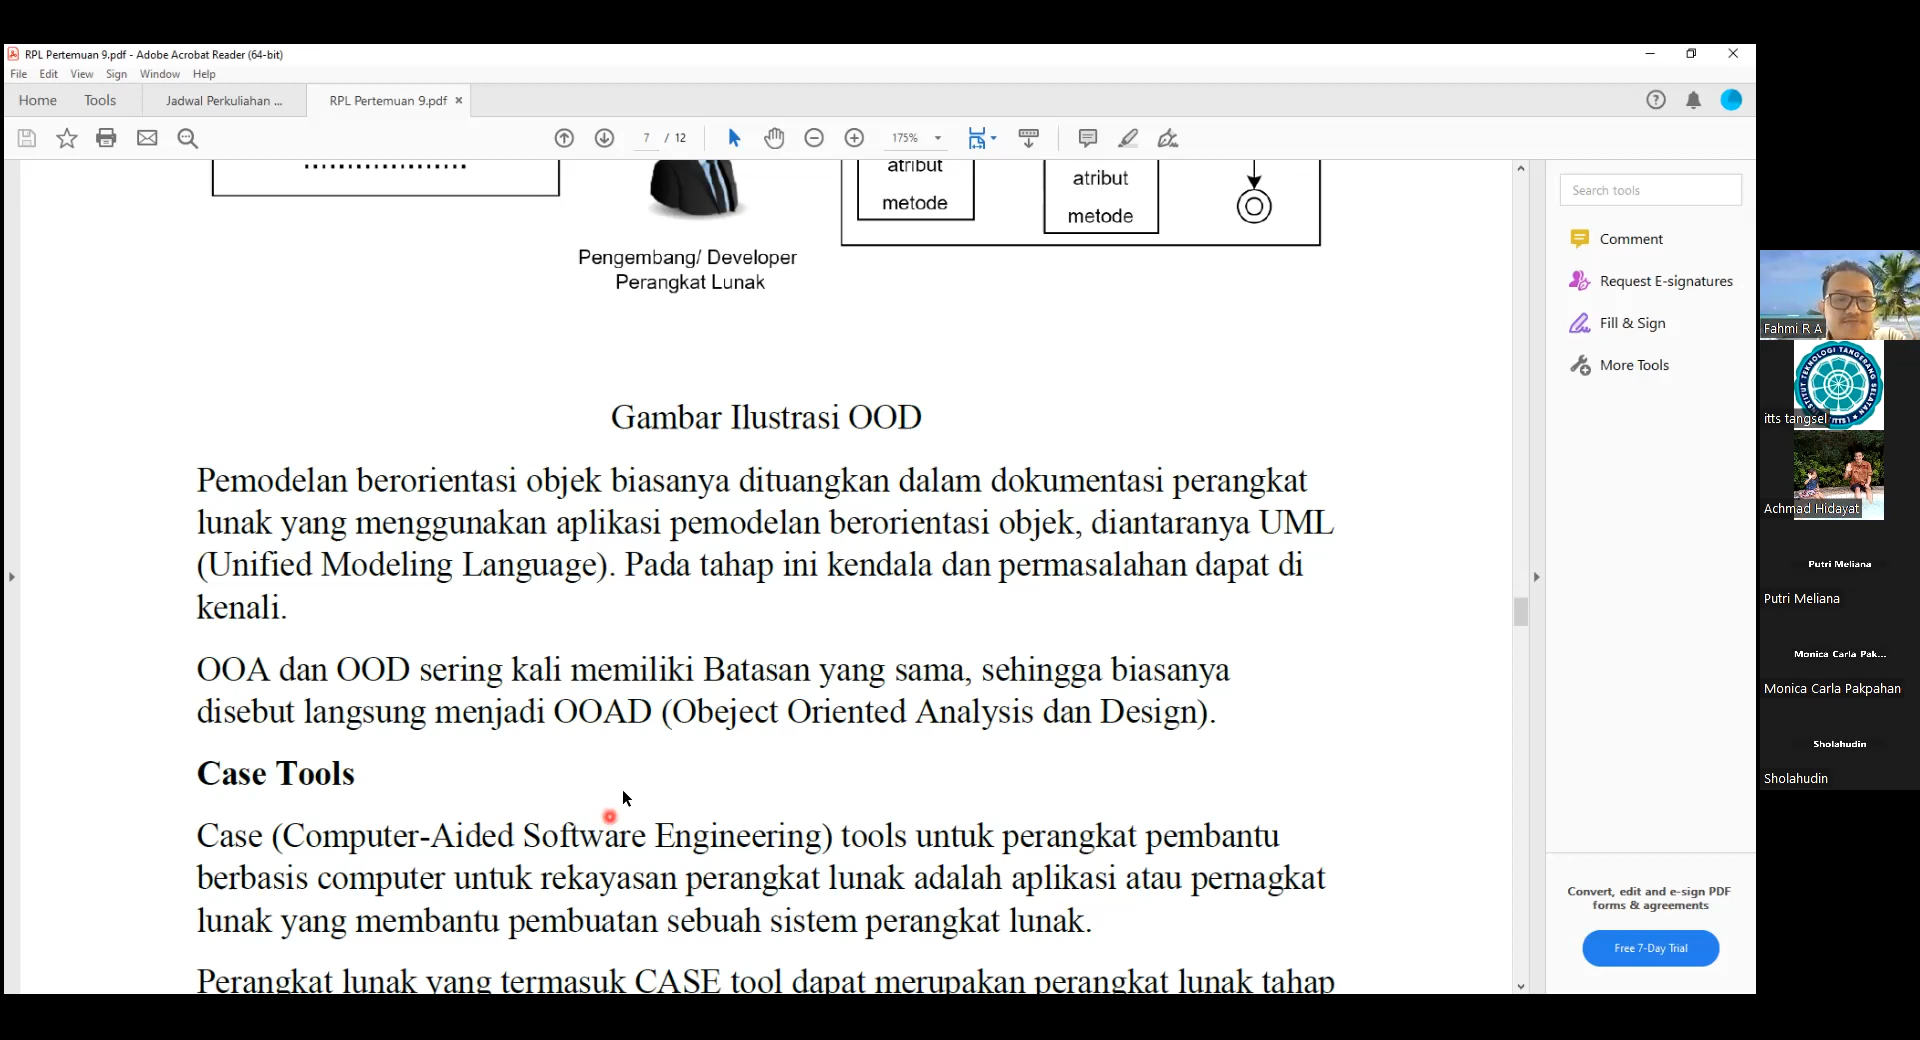 RPL Pertemuan 9.pdf - Adobe Acrobat Reader (64-bit)
File Edit View Sign Window Help
Home Tools Jadwal Perkuliahan ... RPL Pertemuan 9.pdf ×
7 / 12 175%
atribut
metode
atribut
metode
Pengembang/ Developer
Perangkat Lunak
Gambar Ilustrasi OOD
Pemodelan berorientasi objek biasanya dituangkan dalam dokumentasi perangkat
lunak yang menggunakan aplikasi pemodelan berorientasi objek, diantaranya UML
(Unified Modeling Language). Pada tahap ini kendala dan permasalahan dapat di
kenali.
OOA dan OOD sering kali memiliki Batasan yang sama, sehingga biasanya
disebut langsung menjadi OOAD (Obeject Oriented Analysis dan Design).
Case Tools
Case (Computer-Aided Software Engineering) tools untuk perangkat pembantu
berbasis computer untuk rekayasan perangkat lunak adalah aplikasi atau pernagkat
lunak yang membantu pembuatan sebuah sistem perangkat lunak.
Perangkat lunak yang termasuk CASE tool dapat merupakan perangkat lunak tahap
Search tools
Comment
Request E-signatures
Fill & Sign
More Tools
Convert, edit and e-sign PDF
forms & agreements
Free 7-Day Trial
Fahmi R A
INSTITUT TEKNOLOGI TANGERANG SELATAN
(ITTS)
itts tangsel
Achmad Hidayat
Putri Meliana
Putri Meliana
Monica Carla Pak...
Monica Carla Pakpahan
Sholahudin
Sholahudin